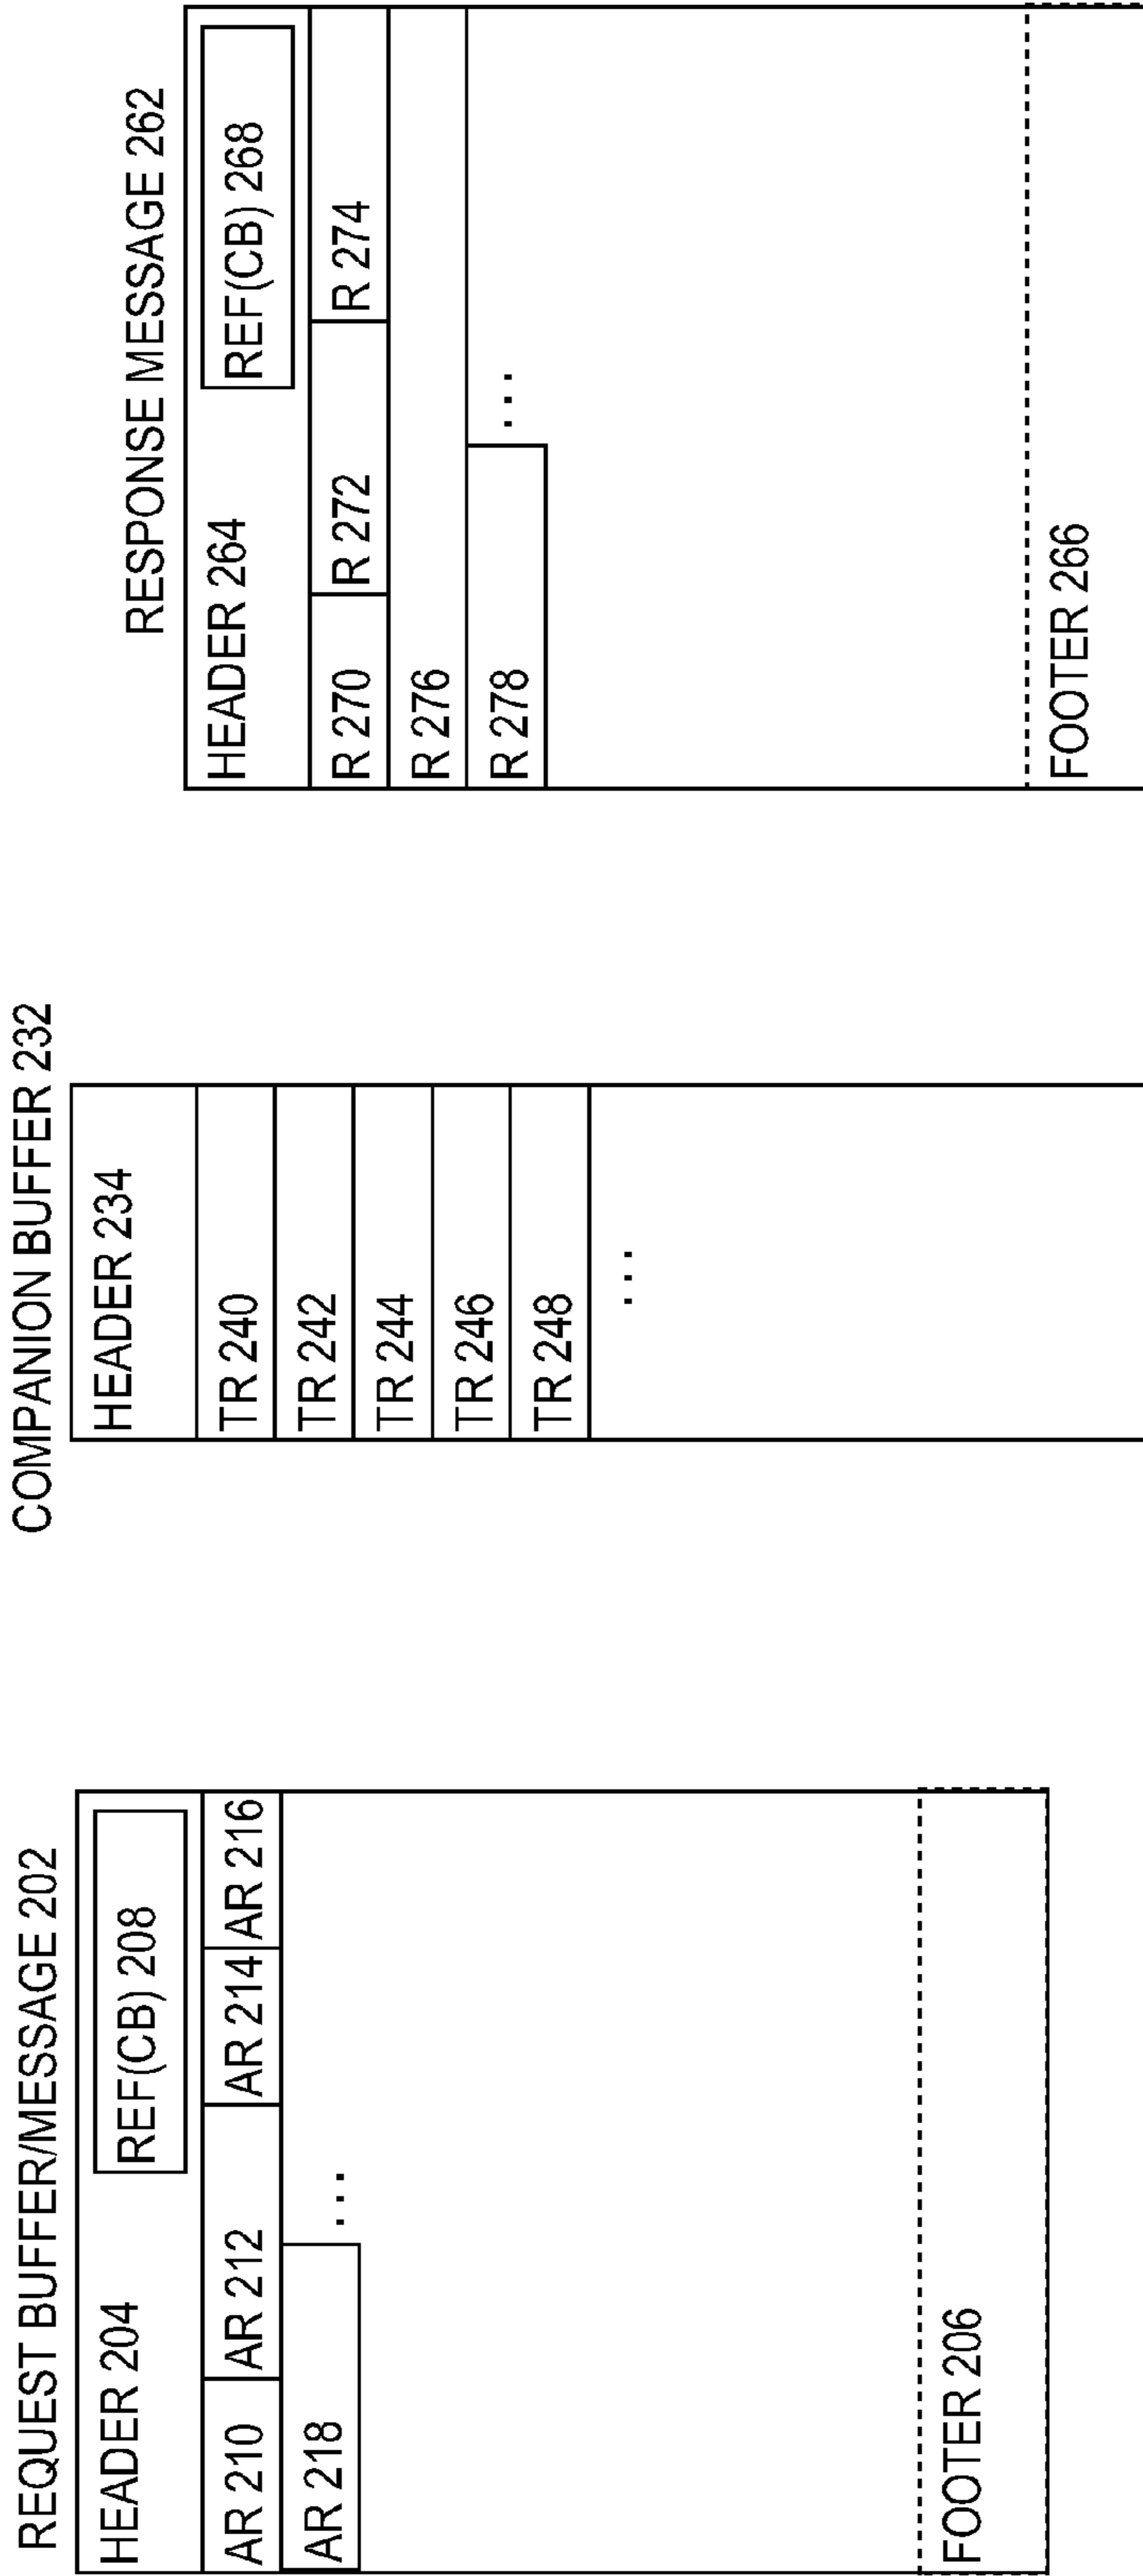 REQUEST BUFFER/MESSAGE 202
HEADER 204
REF(CB) 208
AR 210
AR 212
AR 214
AR 216
AR 218
...
FOOTER 206
COMPANION BUFFER 232
HEADER 234
TR 240
TR 242
TR 244
TR 246
TR 248
...
RESPONSE MESSAGE 262
HEADER 264
REF(CB) 268
R 270
R 272
R 274
R 276
R 278
...
FOOTER 266